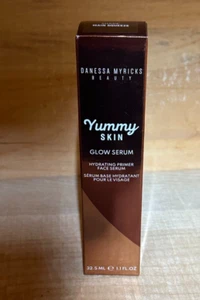 DANESSA MYRICKS
BEAUTY
Yummy
SKIN
GLOW SERUM
HYDRATING PRIMER
FACE SERUM
SÉRUM BASE HYDRATANT
POUR LE VISAGE